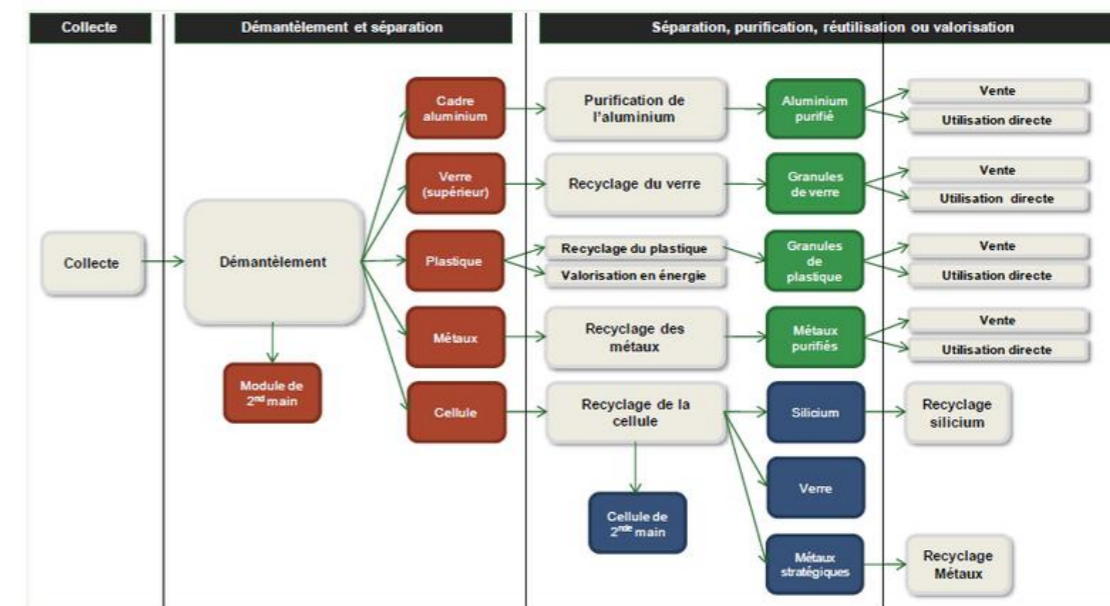 Collecte
Démantèlement et séparation
Séparation, purification, réutilisation ou valorisation
Collecte
Démantèlement
Module de
2nd main
Cadre
aluminium
Verre
(supérieur)
Plastique
Métaux
Cellule
Purification de
l'aluminium
Recyclage du verre
Recyclage du plastique
Valorisation en énergie
Recyclage des
métaux
Recyclage de la
cellule
Cellule de
2nde main
Aluminium
purifié
Granules
de verre
Granules
de
plastique
Métaux
purifiés
Silicium
Verre
Métaux
stratégiques
Vente
Utilisation directe
Vente
Utilisation directe
Vente
Utilisation directe
Vente
Utilisation directe
Recyclage
silicium
Recyclage
Métaux